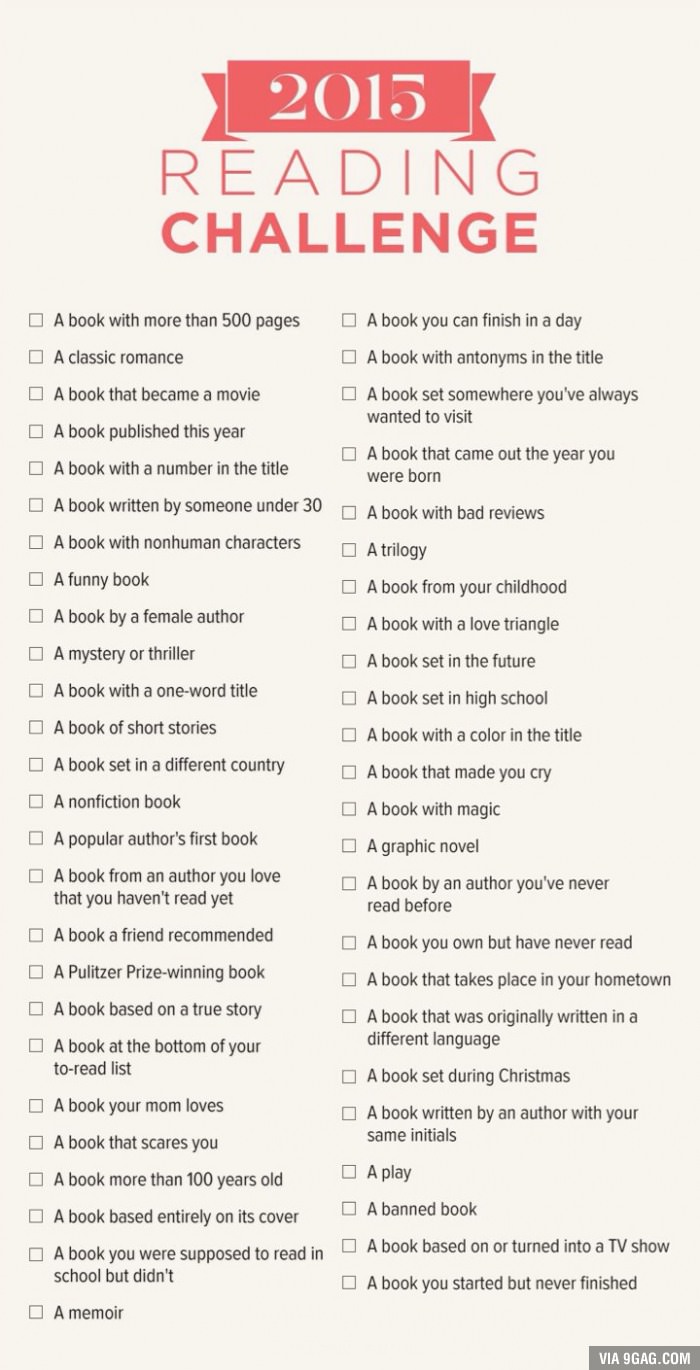 2015
READING
CHALLENGE
A book with more than 500 pages
A classic romance
A book that became a movie
A book published this year
A book with a number in the title
A book written by someone under 30
A book with nonhuman characters
A funny book
A book by a female author
A mystery or thriller
A book with a one-word title
A book of short stories
A book set in a different country
A nonfiction book
A popular author's first book
A book from an author you love
that you haven't read yet
A book a friend recommended
A Pulitzer Prize-winning book
A book based on a true story
A book at the bottom of your
to-read list
A book your mom loves
A book that scares you
A book more than 100 years old
A book based entirely on its cover
A book you were supposed to read in
school but didn't
A memoir
A book you can finish in a day
A book with antonyms in the title
A book set somewhere you've always
wanted to visit
A book that came out the year you
were born
A book with bad reviews
A trilogy
A book from your childhood
A book with a love triangle
A book set in the future
A book set in high school
A book with a color in the title
A book that made you cry
A book with magic
A graphic novel
A book by an author you've never
read before
A book you own but have never read
A book that takes place in your hometown
A book that was originally written in a
different language
A book set during Christmas
A book written by an author with your
same initials
A play
A banned book
A book based on or turned into a TV show
A book you started but never finished
VIA 9GAG.COM